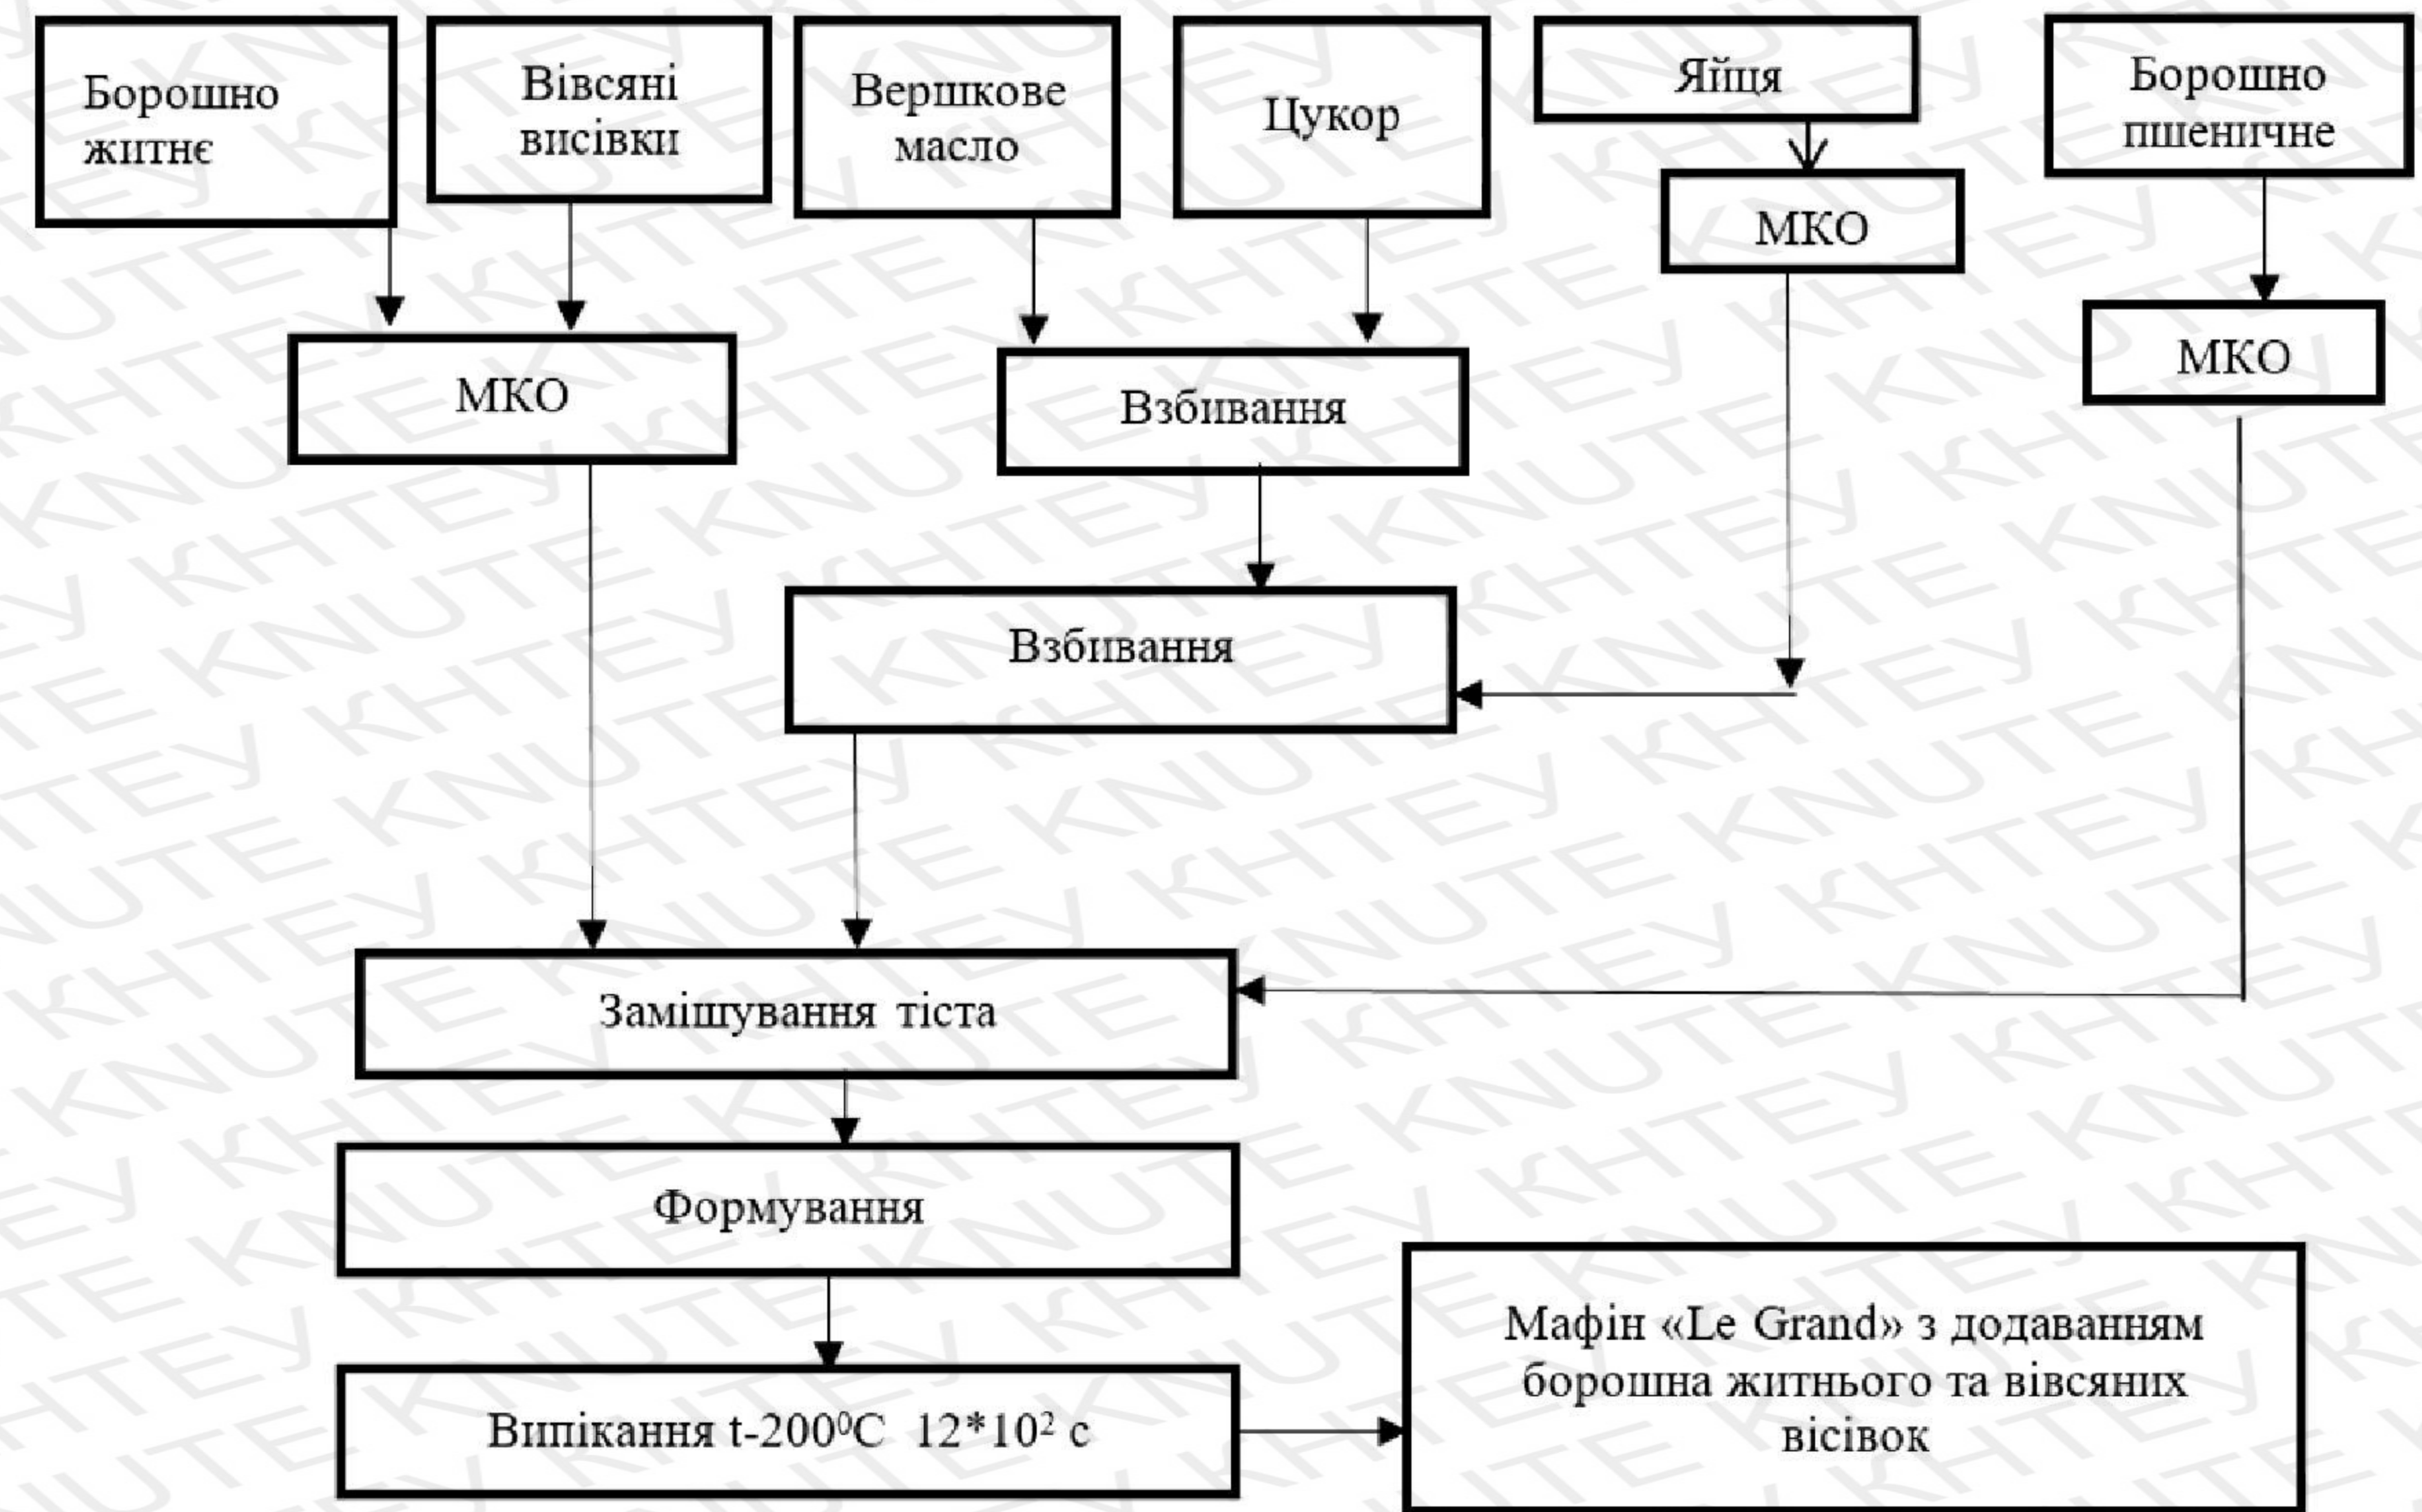 Борошно
житнє
Вівсяні
висівки
Вершкове
масло
Цукор
Яйця
Борошно
пшеничне
МКО
МКО
МКО
Взбивання
Взбивання
Замішування тіста
Формування
Випікання t-200⁰С 12*10² с
Мафін «Le Grand» з додаванням
борошна житнього та вівсяних
вісівок